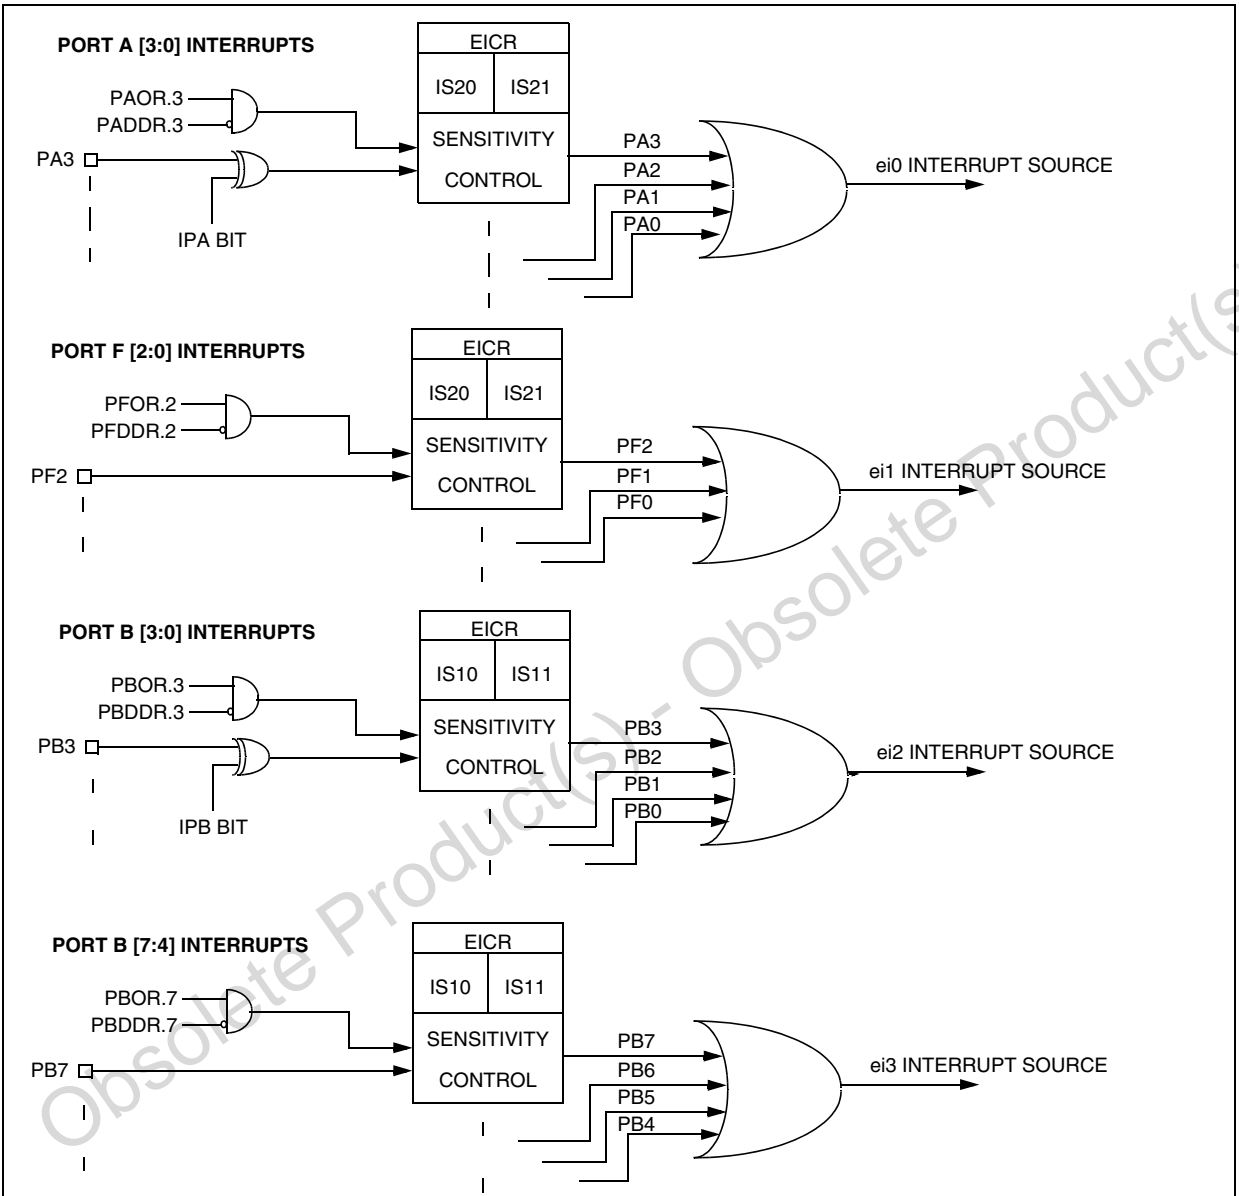 PORT A [3:0] INTERRUPTS
EICR
IS20 IS21
PAOR.3
PADDR.3
SENSITIVITY
CONTROL
PA3
IPA BIT
PA3
PA2
PA1
PA0
ei0 INTERRUPT SOURCE
PORT F [2:0] INTERRUPTS
EICR
IS20 IS21
PFOR.2
PFDDR.2
SENSITIVITY
CONTROL
PF2
PF2
PF1
PF0
ei1 INTERRUPT SOURCE
PORT B [3:0] INTERRUPTS
EICR
IS10 IS11
PBOR.3
PBDDR.3
SENSITIVITY
CONTROL
PB3
IPB BIT
PB3
PB2
PB1
PB0
ei2 INTERRUPT SOURCE
PORT B [7:4] INTERRUPTS
EICR
IS10 IS11
PBOR.7
PBDDR.7
SENSITIVITY
CONTROL
PB7
PB7
PB6
PB5
PB4
ei3 INTERRUPT SOURCE
Obsolete Product(s) - Obsolete Product(s